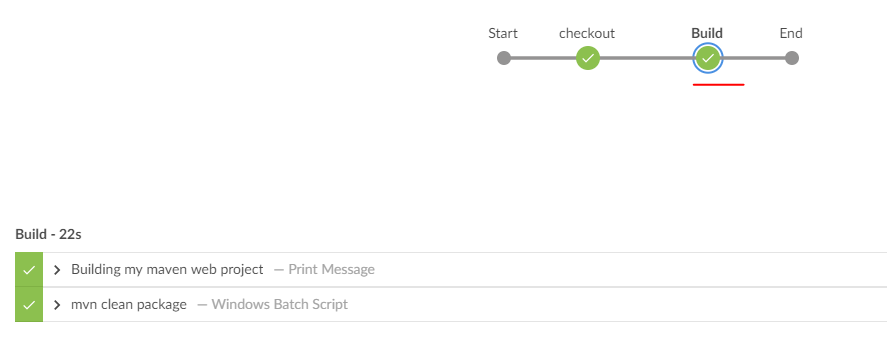 Start checkout Build End
Build - 22s
Building my maven web project — Print Message
mvn clean package — Windows Batch Script